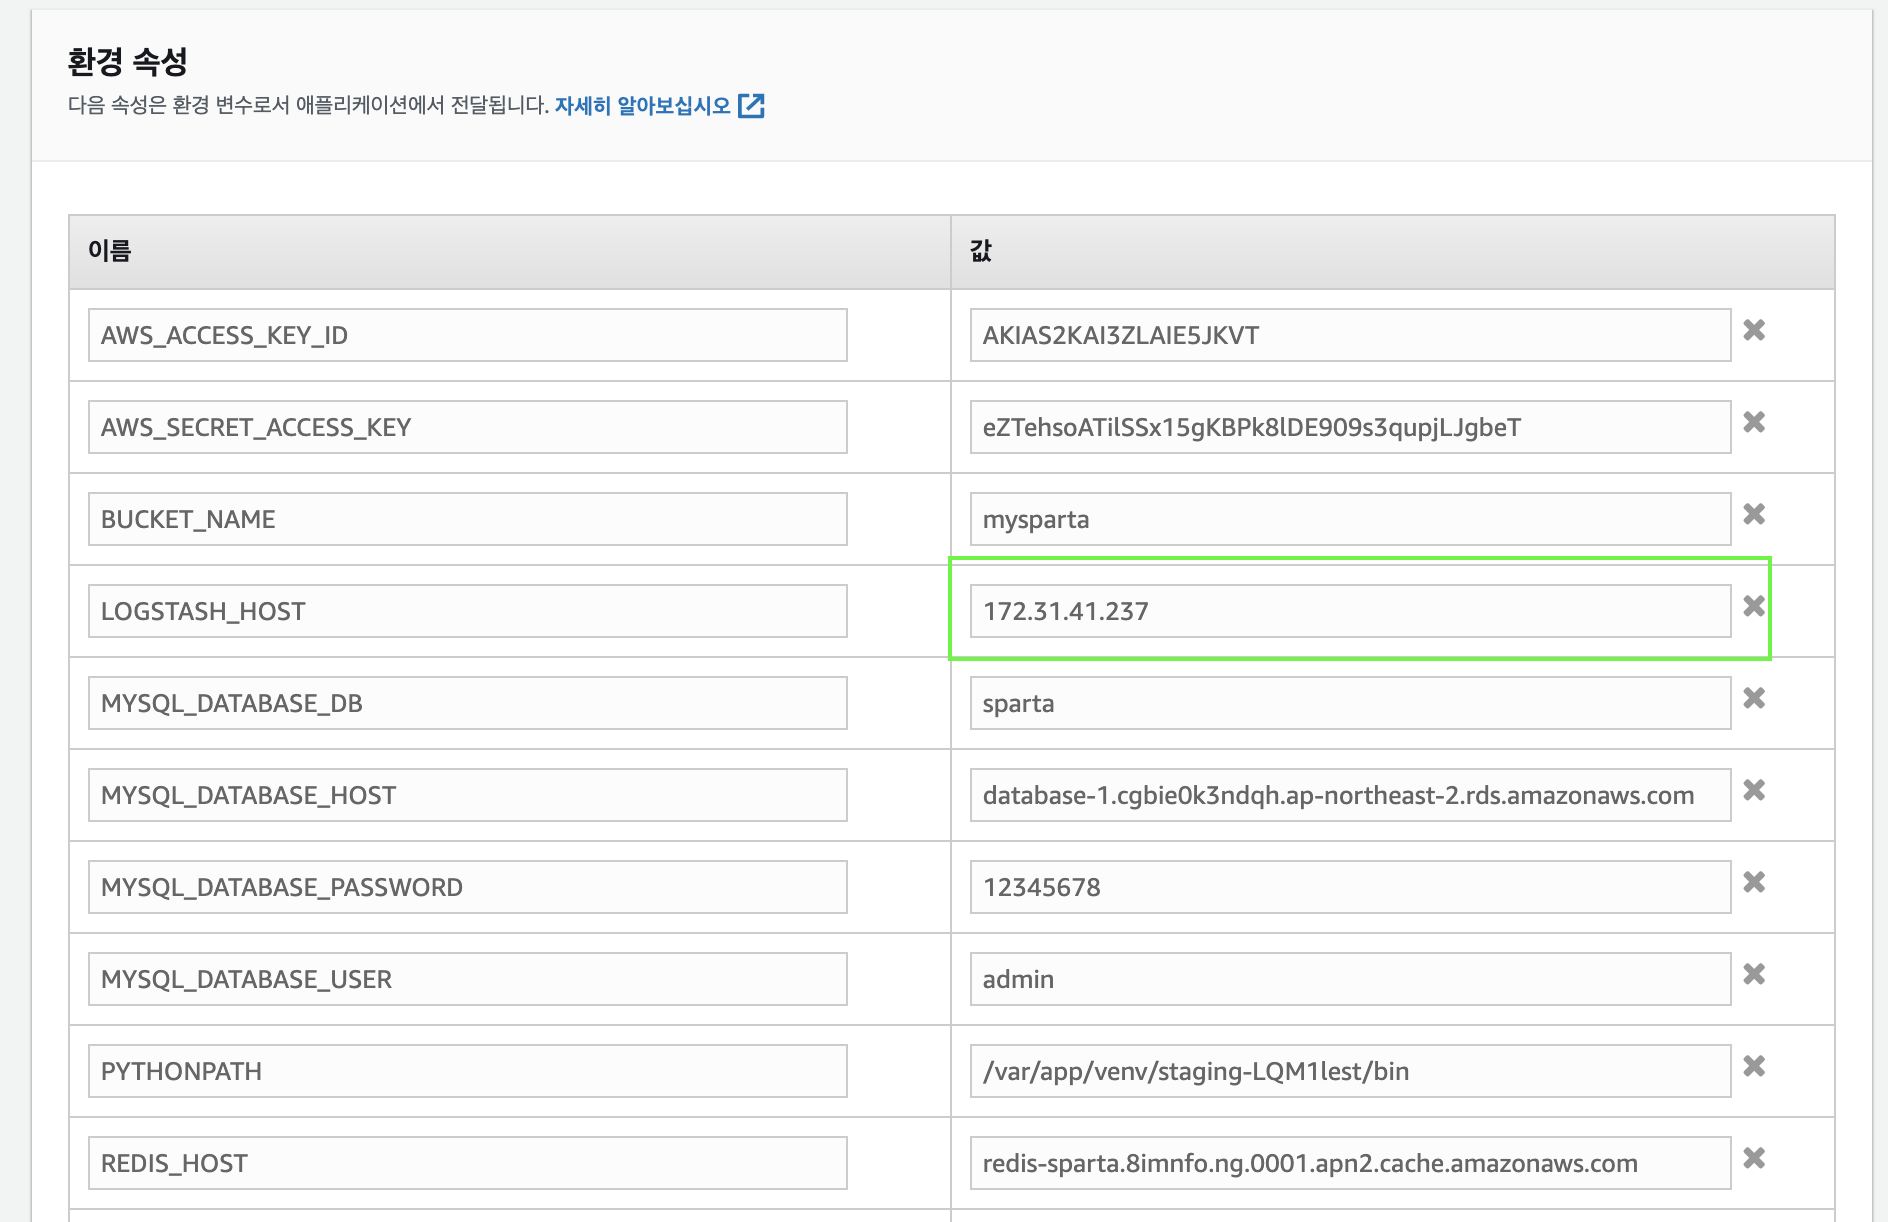 환경 속성
다음 속성은 환경 변수로서 애플리케이션에서 전달됩니다. 자세히 알아보십시오
이름 값
AWS_ACCESS_KEY_ID AKIAS2KAI3ZLAIE5JKVT
AWS_SECRET_ACCESS_KEY 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
BUCKET_NAME mysparta
LOGSTASH_HOST 172.31.41.237
MYSQL_DATABASE_DB sparta
MYSQL_DATABASE_HOST database-1.cgbie0k3ndqh.ap-northeast-2.rds.amazonaws.com
MYSQL_DATABASE_PASSWORD 12345678
MYSQL_DATABASE_USER admin
PYTHONPATH /var/app/venv/staging-LQM1lest/bin
REDIS_HOST redis-sparta.8imnfo.ng.0001.apn2.cache.amazonaws.com